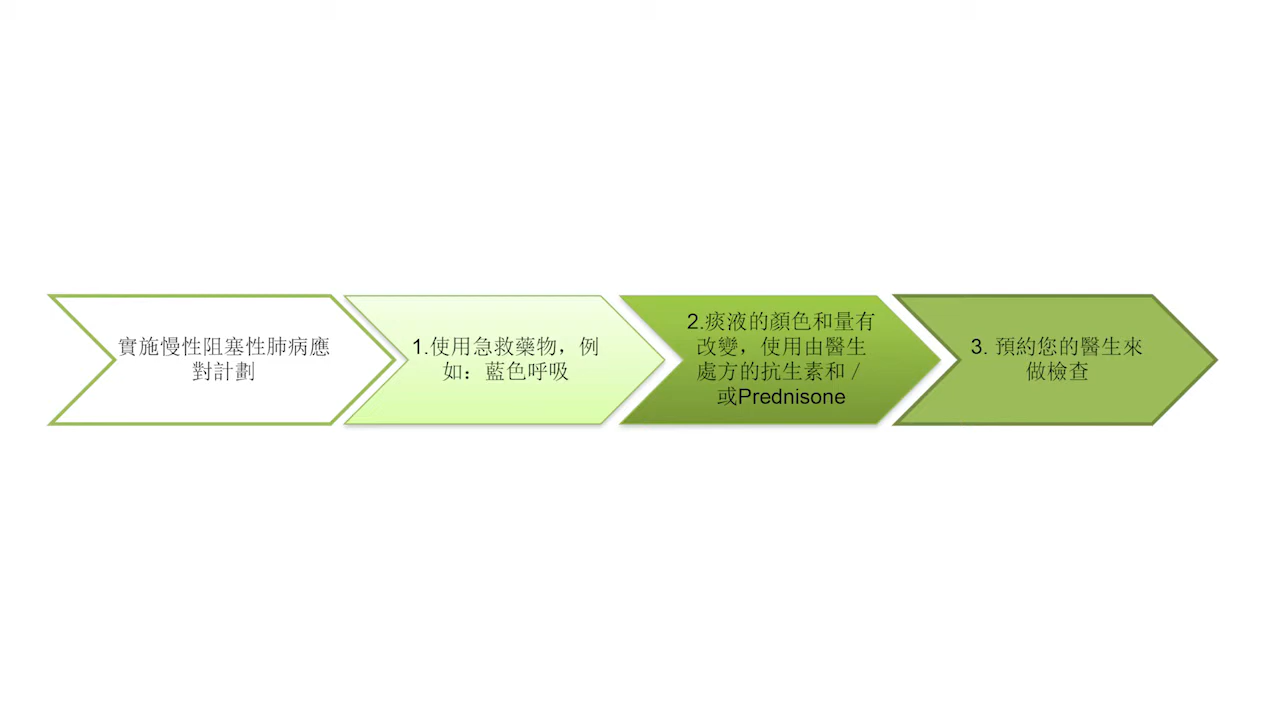 實施慢性阻塞性肺病應
對計劃
1.使用急救藥物，例
如：藍色呼吸
2.痰液的顏色和量有
改變，使用由醫生
處方的抗生素和／
或Prednisone
3. 預約您的醫生來
做檢查